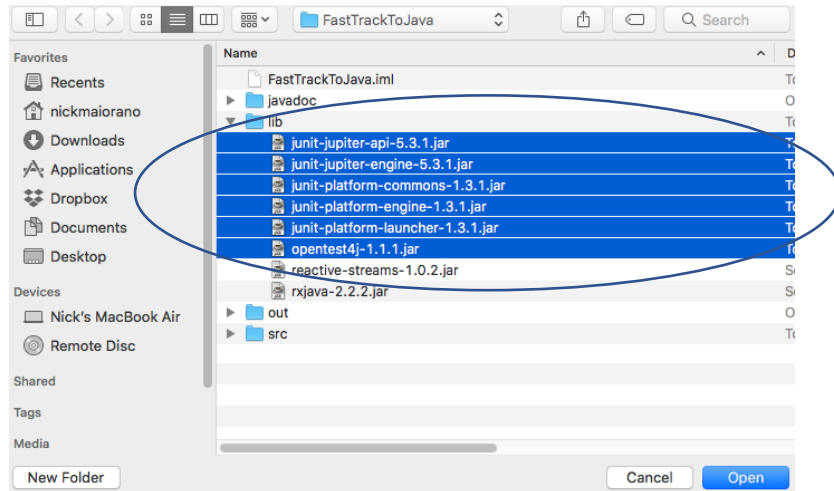 FastTrackToJava
Search
Favorites
Recents
nickmaiorano
Downloads
Applications
Dropbox
Documents
Desktop
Devices
Nick's MacBook Air
Remote Disc
Shared
Tags
Media
Name
D
FastTrackToJava.iml
javadoc
lib
junit-jupiter-api-5.3.1.jar
junit-jupiter-engine-5.3.1.jar
junit-platform-commons-1.3.1.jar
junit-platform-engine-1.3.1.jar
junit-platform-launcher-1.3.1.jar
opentest4j-1.1.1.jar
reactive-streams-1.0.2.jar
rxjava-2.2.2.jar
out
src
New Folder
Cancel
Open